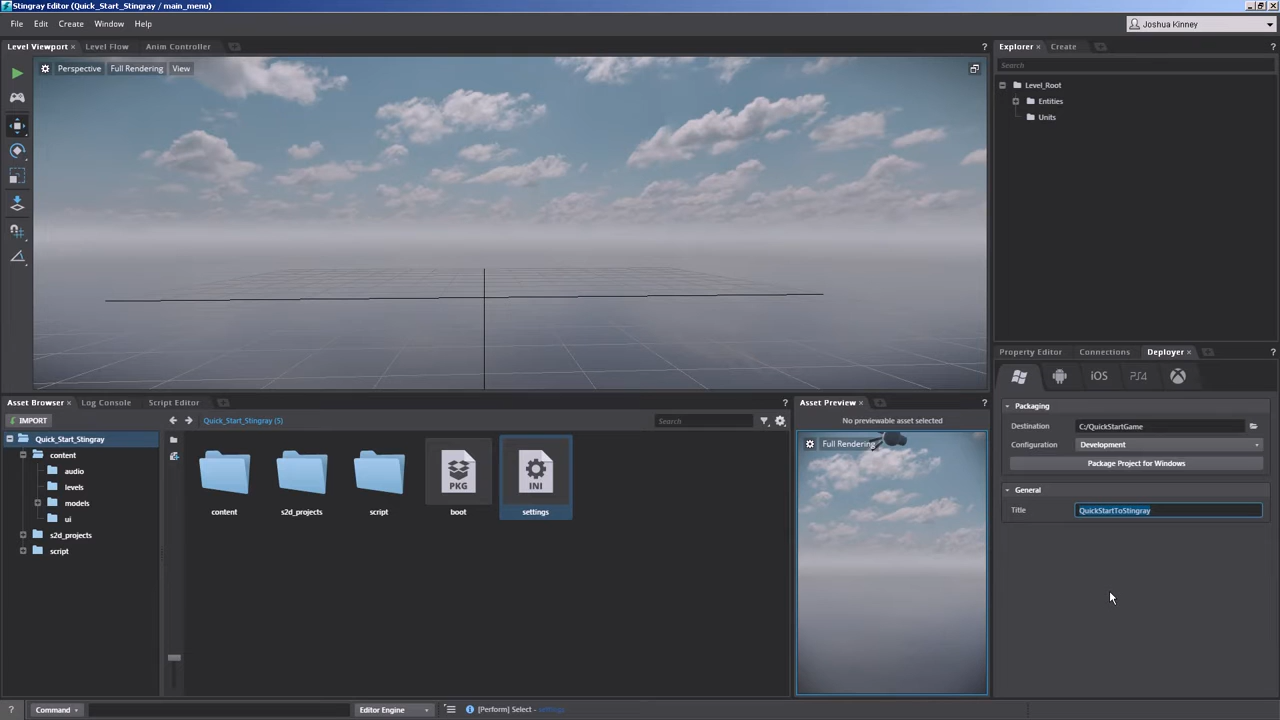 Stingray Editor (Quick_Start_Stingray / main_menu)
File Edit Create Window Help
Joshua Kinney
Level Viewport × Level Flow Anim Controller
?
Explorer × Create
?
Perspective Full Rendering View
Search
Level_Root
Entities
Units
Property Editor Connections Deployer ×
?
iOS PS4
Packaging
Destination C:/QuickStartGame
Configuration Development
Package Project for Windows
General
Title QuickStartToStingray
Asset Browser × Log Console Script Editor
?
IMPORT
Quick_Start_Stingray (5)
Search
Quick_Start_Stingray
content
audio
levels
models
ui
s2d_projects
script
PKG INI
content s2d_projects script boot settings
Asset Preview ×
?
No previewable asset selected
Full Rendering
? Command Editor Engine [Perform] Select - settings